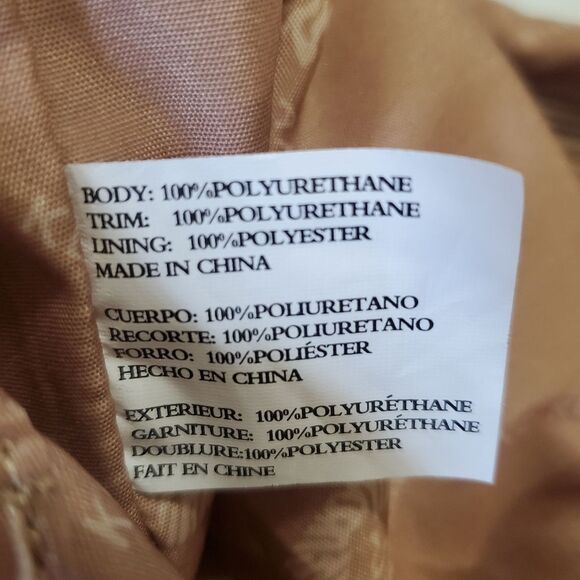 BODY: 100%POLYURETHANE
TRIM: 100%POLYURETHANE
LINING: 100%POLYESTER
MADE IN CHINA
CUERPO: 100%POLIURETANO
RECORTE: 100%POLIURETANO
FORRO: 100%POLIÉSTER
HECHO EN CHINA
EXTERIEUR: 100%POLYURÉTHANE
GARNITURE: 100%POLYURÉTHANE
DOUBLURE:100%POLYESTER
FAIT EN CHINE